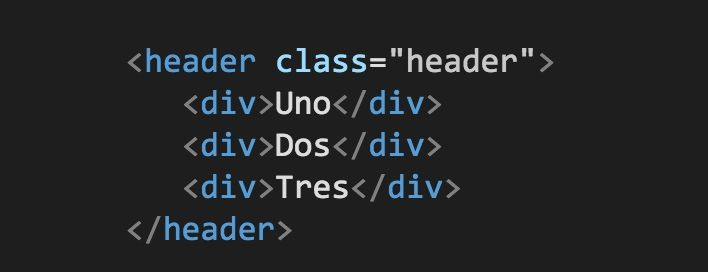 <header class="header">
<div>Uno</div>
<div>Dos</div>
<div>Tres</div>
</header>